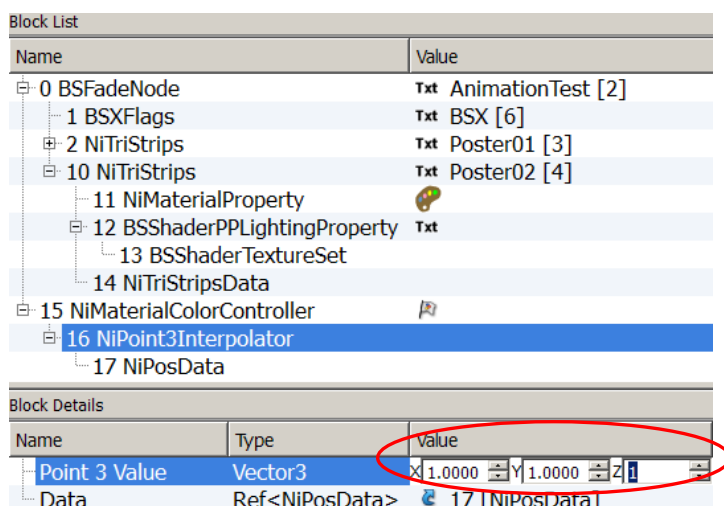 Block List
Name Value
0 BSFadeNode Txt AnimationTest [2]
1 BSXFlags Txt BSX [6]
2 NiTriStrips Txt Poster01 [3]
10 NiTriStrips Txt Poster02 [4]
11 NiMaterialProperty
12 BSShaderPPLightingProperty Txt
13 BSShaderTextureSet
14 NiTriStripsData
15 NiMaterialColorController
16 NiPoint3Interpolator
17 NiPosData
Block Details
Name Type Value
Point 3 Value Vector3 X 1.0000 Y 1.0000 Z 1
Data Ref<NiPosData> 17 [NiPosData]